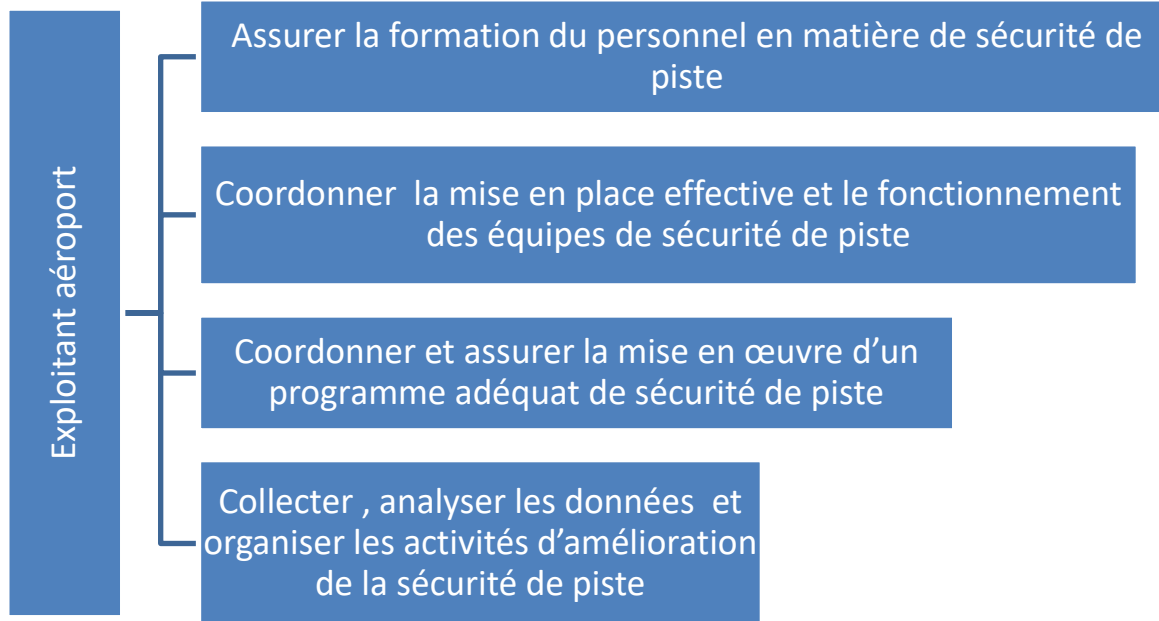 Exploitant aéroport
Assurer la formation du personnel en matière de sécurité de
piste
Coordonner  la mise en place effective et le fonctionnement
des équipes de sécurité de piste
Coordonner et assurer la mise en œuvre d’un
programme adéquat de sécurité de piste
Collecter , analyser les données  et
organiser les activités d’amélioration
de la sécurité de piste